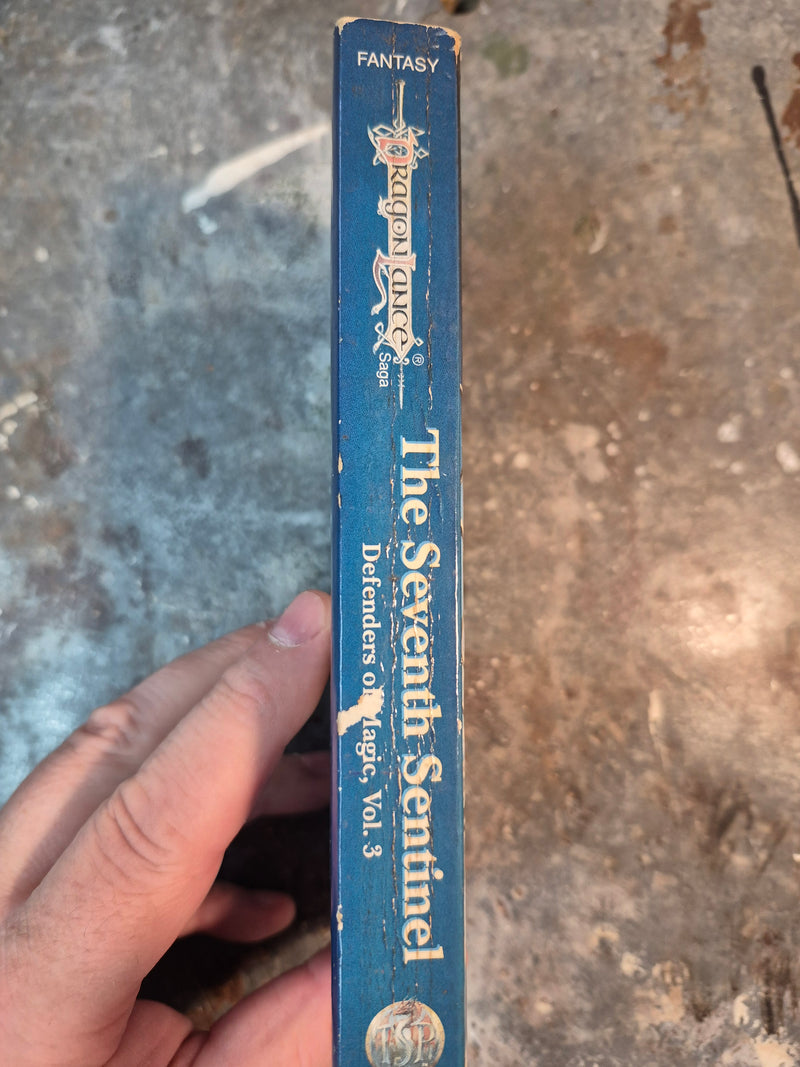 FANTASY
DragonLance®
Saga
The Seventh Sentinel
Defenders of Magic, Vol. 3
TSR